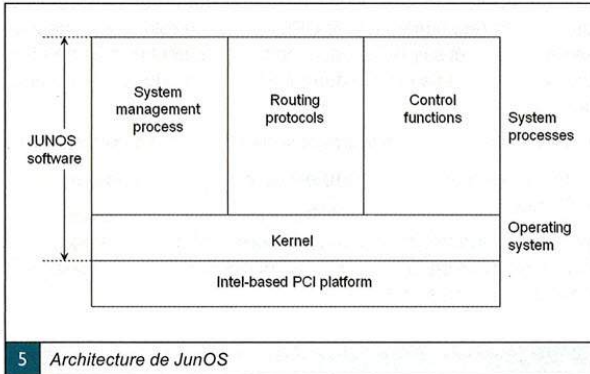 System
management
process
Routing
protocols
Control
functions
System
processes
JUNOS
software
Kernel
Operating
system
Intel-based PCI platform
5 Architecture de JunOS